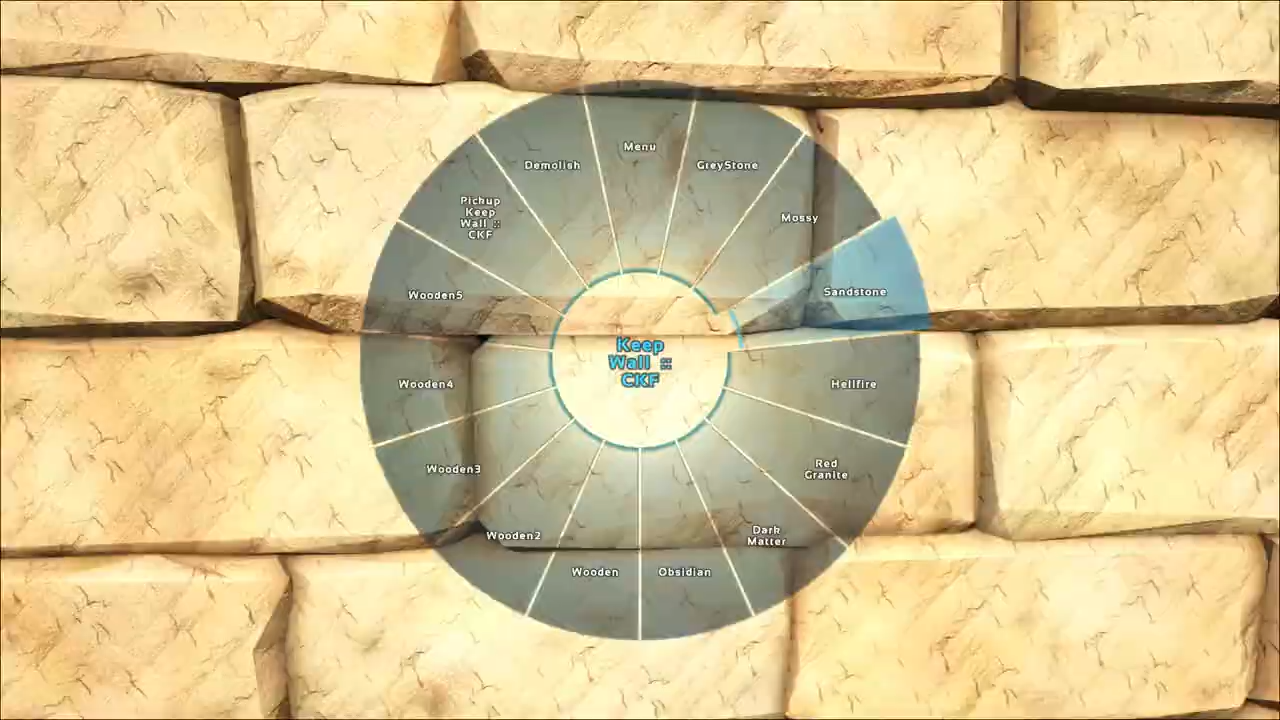 Menu
GreyStone
Mossy
Sandstone
Hellfire
Red
Granite
Dark
Matter
Obsidian
Wooden
Wooden2
Wooden3
Wooden4
Wooden5
Pickup
Keep
Wall ::
CKF
Demolish
Keep
Wall ::
CKF